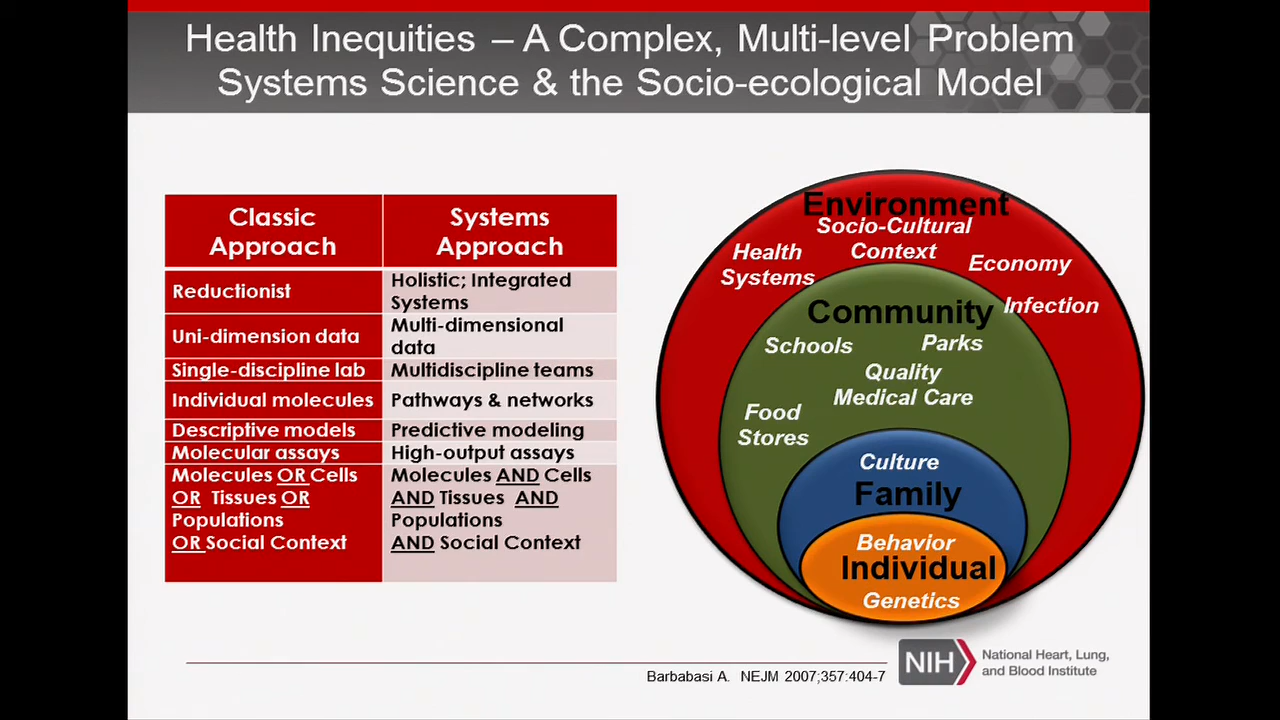 Health Inequities – A Complex, Multi-level Problem
Systems Science & the Socio-ecological Model
Classic
Approach
Systems
Approach
Reductionist
Holistic; Integrated
Systems
Uni-dimension data
Multi-dimensional
data
Single-discipline lab
Multidiscipline teams
Individual molecules
Pathways & networks
Descriptive models
Predictive modeling
Molecular assays
High-output assays
Molecules OR Cells
OR Tissues OR
Populations
OR Social Context
Molecules AND Cells
AND Tissues AND
Populations
AND Social Context
Environment
Socio-Cultural
Context
Health
Systems
Economy
Infection
Community
Schools
Parks
Quality
Medical Care
Food
Stores
Culture
Family
Behavior
Individual
Genetics
Barbabasi A. NEJM 2007;357:404-7
NIH
National Heart, Lung,
and Blood Institute